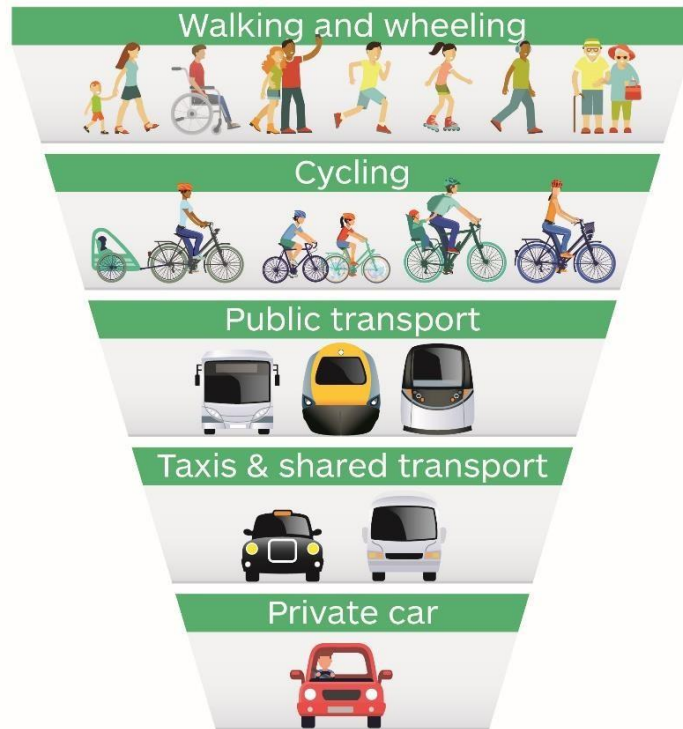 Walking and wheeling
Cycling
Public transport
Taxis & shared transport
Private car